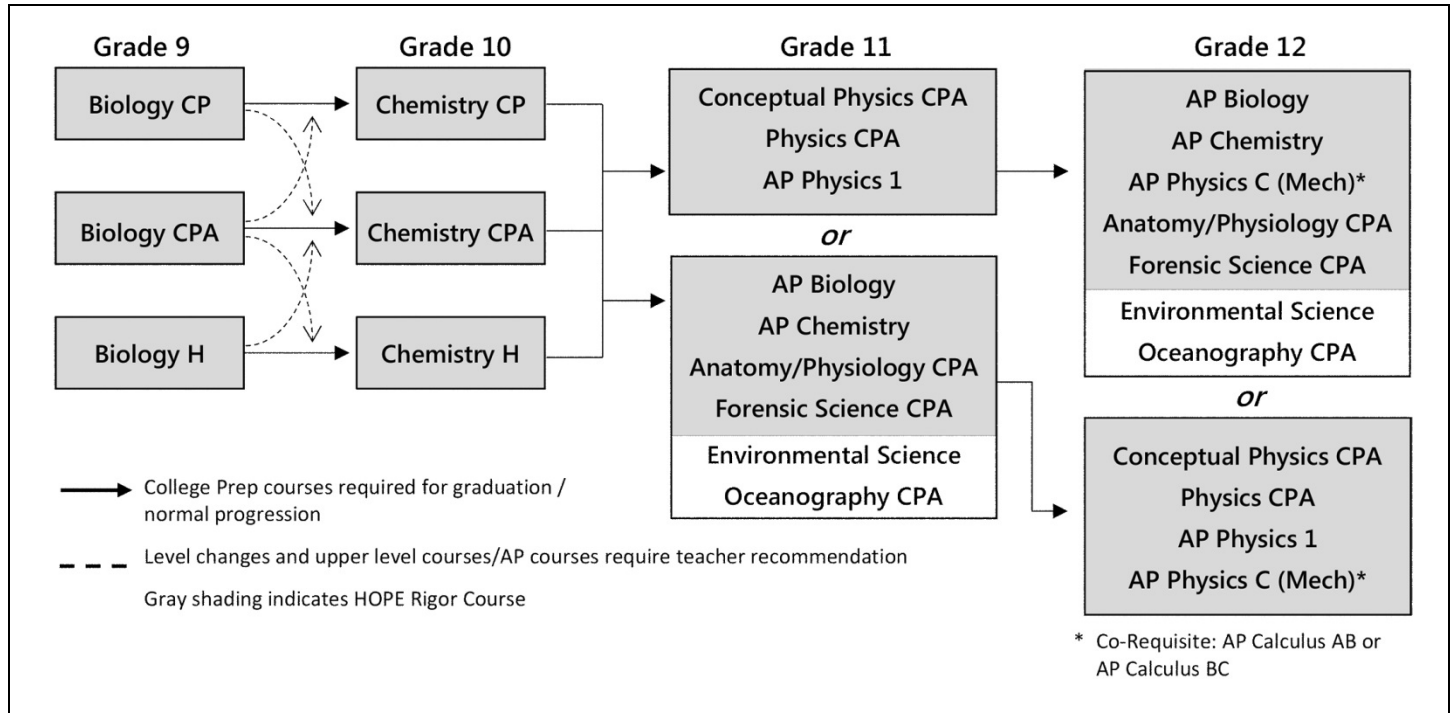 Grade 9
Biology CP
Biology CPA
Biology H
Grade 10
Chemistry CP
Chemistry CPA
Chemistry H
Grade 11
Conceptual Physics CPA
Physics CPA
AP Physics 1
or
AP Biology
AP Chemistry
Anatomy/Physiology CPA
Forensic Science CPA
Environmental Science
Oceanography CPA
Grade 12
AP Biology
AP Chemistry
AP Physics C (Mech)*
Anatomy/Physiology CPA
Forensic Science CPA
Environmental Science
Oceanography CPA
or
Conceptual Physics CPA
Physics CPA
AP Physics 1
AP Physics C (Mech)*
* Co-Requisite: AP Calculus AB or
AP Calculus BC
College Prep courses required for graduation /
normal progression
Level changes and upper level courses/AP courses require teacher recommendation
Gray shading indicates HOPE Rigor Course